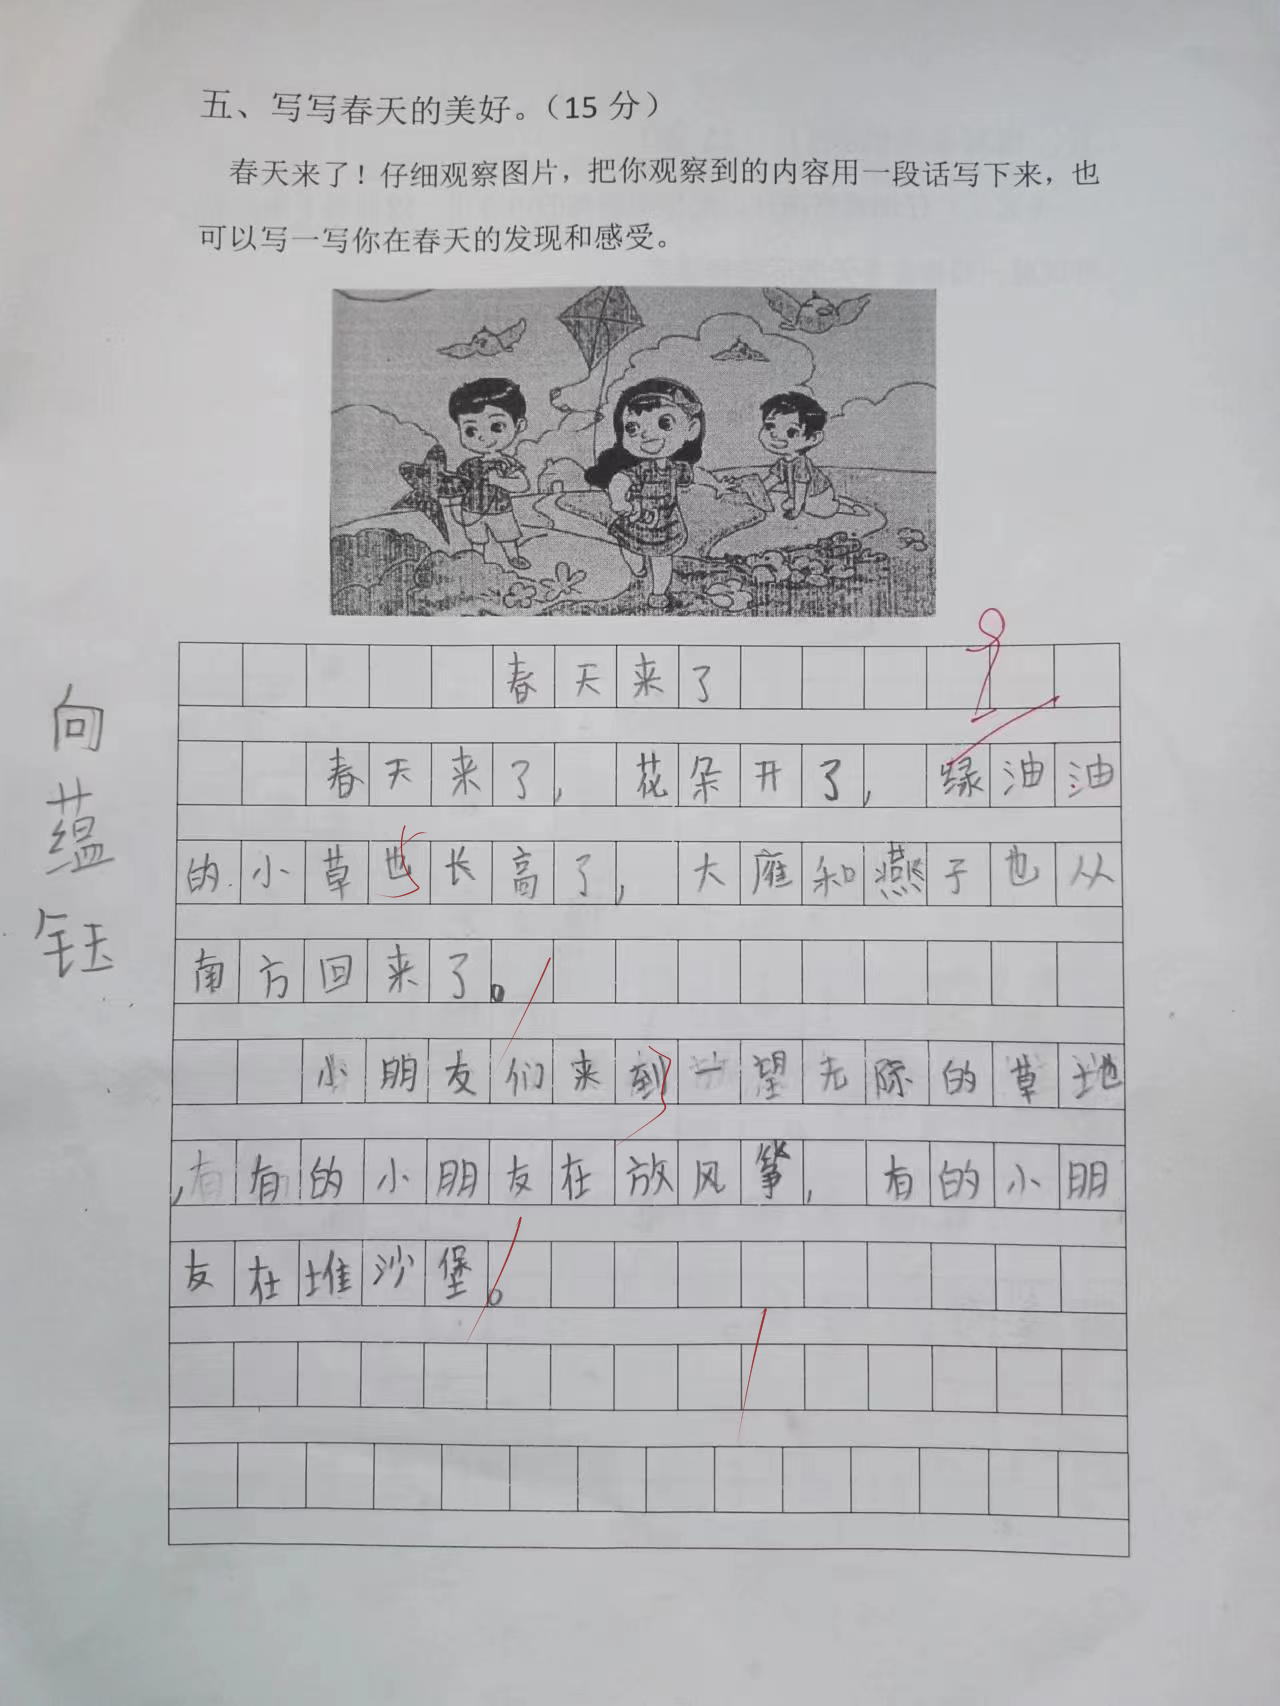 五、写写春天的美好。（15 分）
春天来了！仔细观察图片，把你观察到的内容用一段话写下来，也
可以写一写你在春天的发现和感受。
春天来了
春天来了，花朵开了，绿油油
的小草也长高了，大雁和燕子也从
南方回来了。
小朋友们来到一望无际的草地
，有的小朋友在放风筝，有的小朋
友在堆沙堡。
向蕴钰